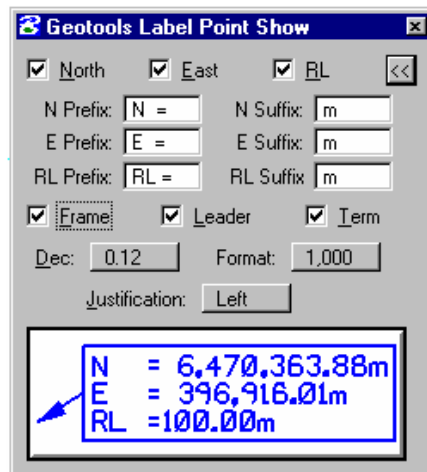 Geotools Label Point Show
North East RL <<
N Prefix: N = N Suffix: m
E Prefix: E = E Suffix: m
RL Prefix: RL = RL Suffix m
Frame Leader Term
Dec: 0.12 Format: 1,000
Justification: Left
N = 6,470,363.88m
E = 396,916.01m
RL =100.00m